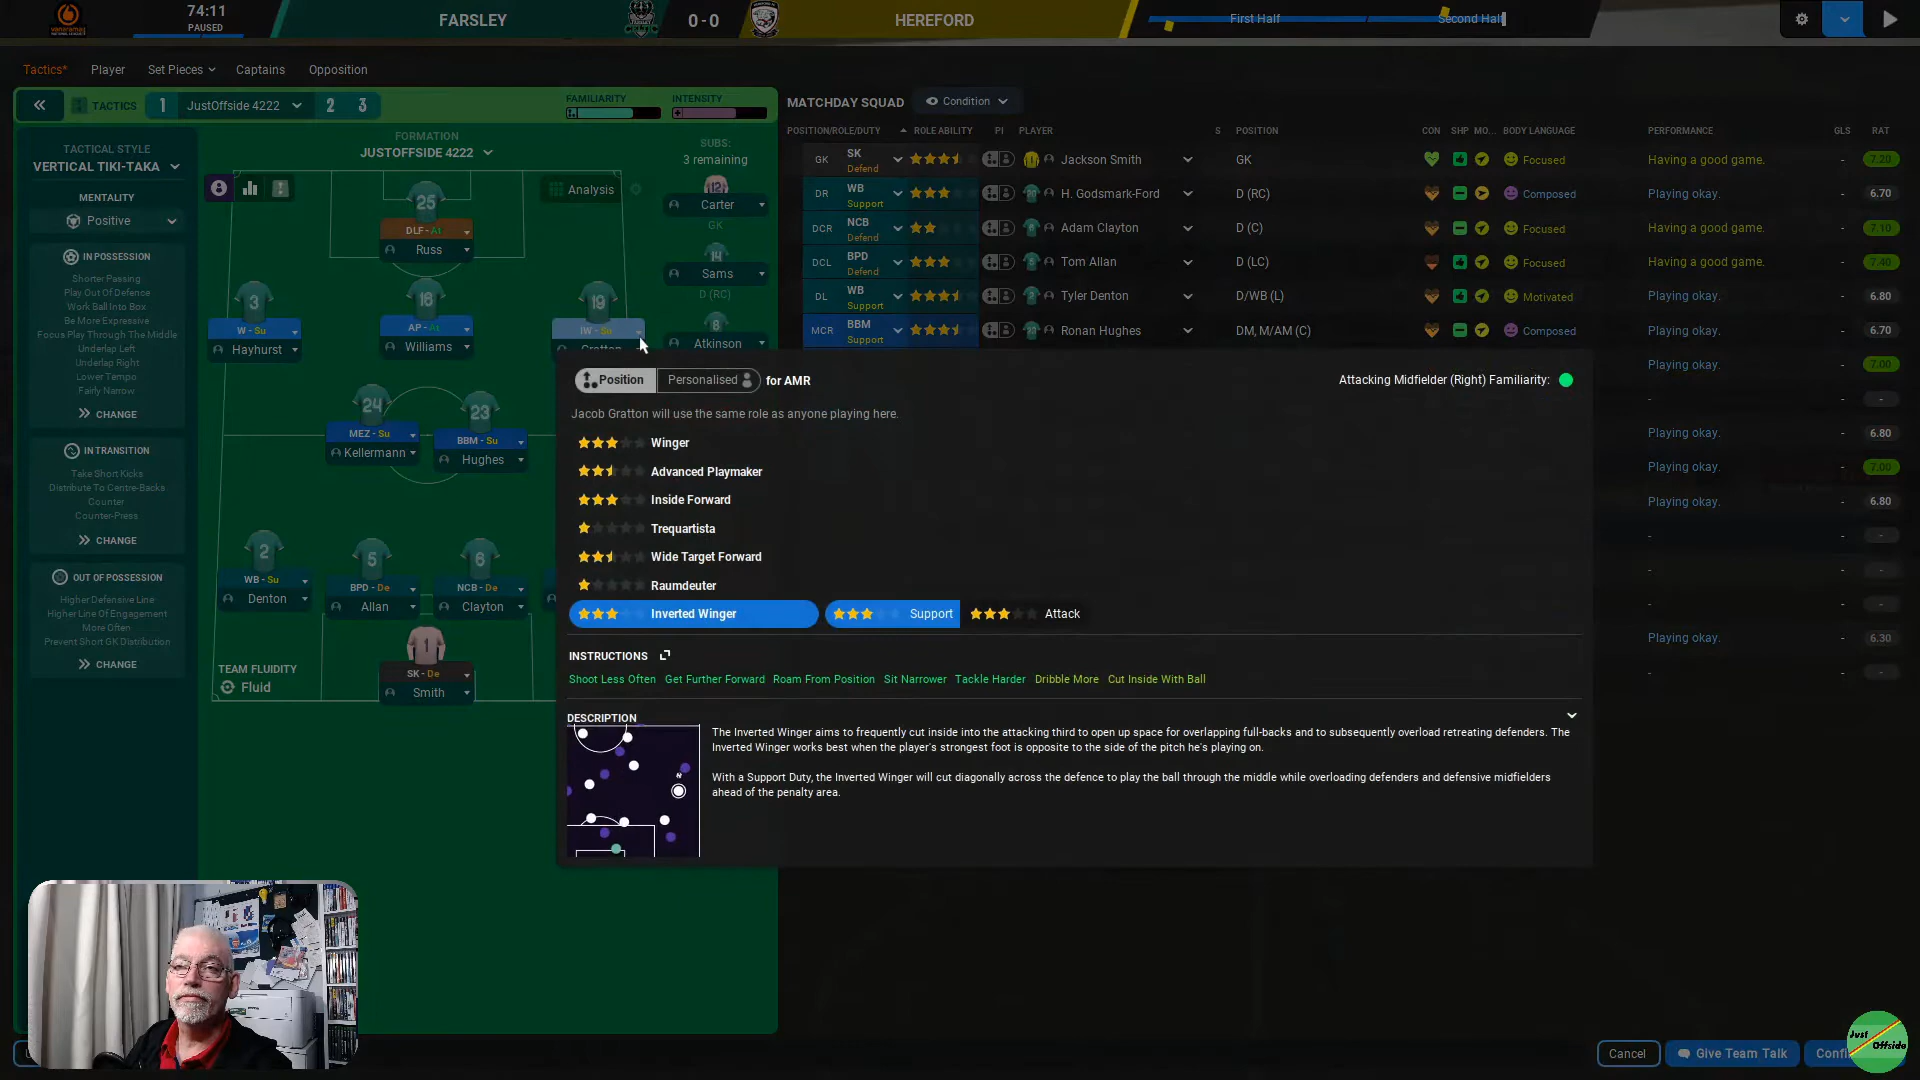 74:11
PAUSED
FARSLEY
0 - 0
HEREFORD
First Half
Second Half
Tactics*
Player
Set Pieces
Captains
Opposition
TACTICS
1
JustOffside 4222
2
3
FAMILIARITY
INTENSITY
TACTICAL STYLE
VERTICAL TIKI-TAKA
MENTALITY
Positive
IN POSSESSION
Shorter Passing
Play Out Of Defence
Work Ball Into Box
Be More Expressive
Focus Play Through The Middle
Underlap Left
Underlap Right
Lower Tempo
Fairly Narrow
CHANGE
IN TRANSITION
Take Short Kicks
Distribute To Centre-Backs
Counter
Counter-Press
CHANGE
OUT OF POSSESSION
Higher Defensive Line
Higher Line Of Engagement
More Often
Prevent Short GK Distribution
CHANGE
FORMATION
JUSTOFFSIDE 4222
Analysis
25
DLF - At
Russ
3
W - Su
Hayhurst
18
AP - At
Williams
19
IW - Su
Gratton
24
MEZ - Su
Kellermann
23
BBM - Su
Hughes
2
WB - Su
Denton
5
BPD - De
Allan
6
NCB - De
Clayton
1
SK - De
Smith
TEAM FLUIDITY
Fluid
SUBS:
3 remaining
12
Carter
GK
14
Sams
D (RC)
8
Atkinson
MATCHDAY SQUAD
Condition
POSITION/ROLE/DUTY ROLE ABILITY PI PLAYER S POSITION CON SHP MO... BODY LANGUAGE PERFORMANCE GLS RAT
GK SK Defend Jackson Smith GK Focused Having a good game. - 7.20
DR WB Support H. Godsmark-Ford D (RC) Composed Playing okay. - 6.70
DCR NCB Defend Adam Clayton D (C) Focused Having a good game. - 7.10
DCL BPD Defend Tom Allan D (LC) Focused Having a good game. - 7.40
DL WB Support Tyler Denton D/WB (L) Motivated Playing okay. - 6.80
MCR BBM Support Ronan Hughes DM, M/AM (C) Composed Playing okay. - 6.70
Playing okay. - 7.00
- - -
Playing okay. - 6.80
Playing okay. - 7.00
Playing okay. - 6.80
- - -
- - -
- - -
Playing okay. - 6.30
- - -
Position
Personalised
for AMR
Attacking Midfielder (Right) Familiarity:
Jacob Gratton will use the same role as anyone playing here.
Winger
Advanced Playmaker
Inside Forward
Trequartista
Wide Target Forward
Raumdeuter
Inverted Winger
Support
Attack
INSTRUCTIONS
Shoot Less Often Get Further Forward Roam From Position Sit Narrower Tackle Harder Dribble More Cut Inside With Ball
DESCRIPTION
The Inverted Winger aims to frequently cut inside into the attacking third to open up space for overlapping full-backs and to subsequently overload retreating defenders. The
Inverted Winger works best when the player's strongest foot is opposite to the side of the pitch he's playing on.
With a Support Duty, the Inverted Winger will cut diagonally across the defence to play the ball through the middle while overloading defenders and defensive midfielders
ahead of the penalty area.
Cancel
Give Team Talk
Confi
Just
Offside